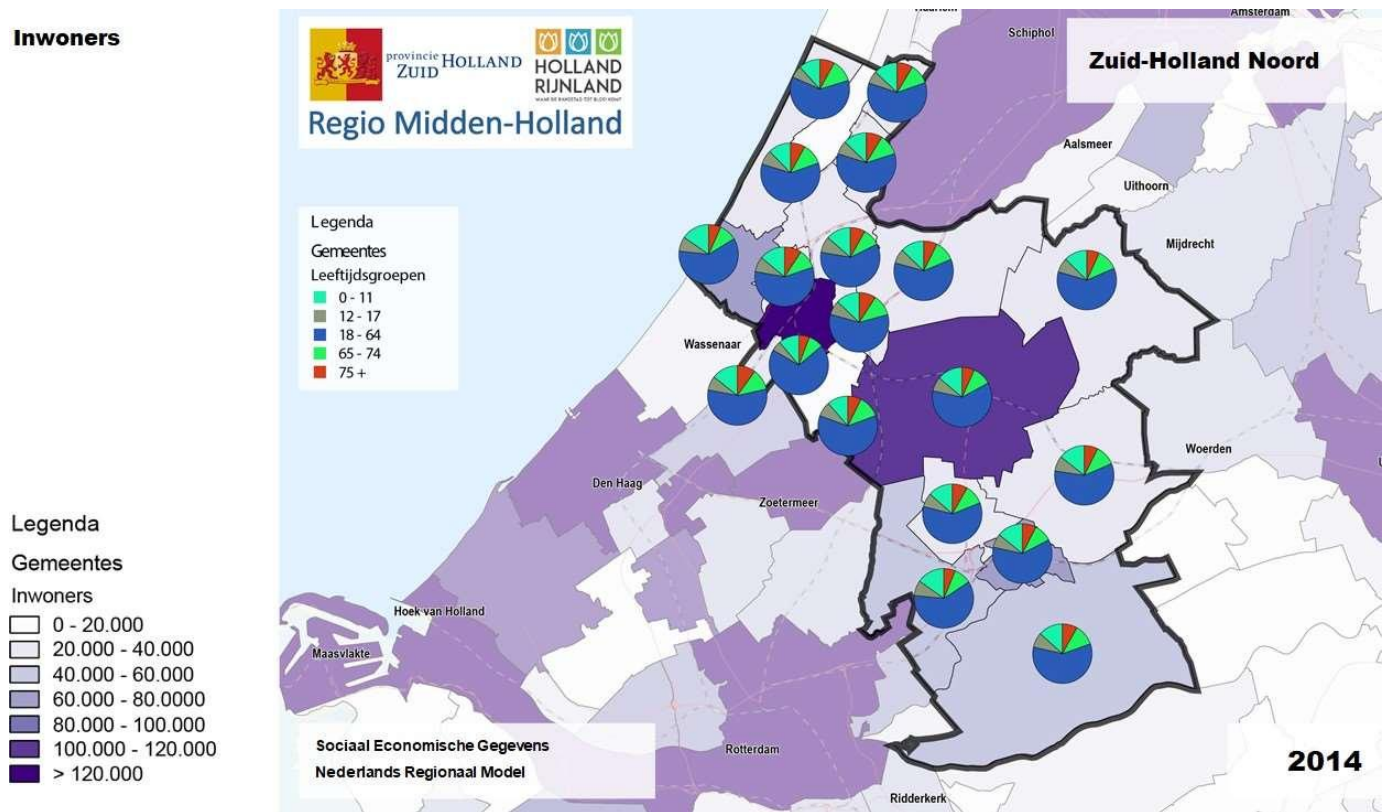 Inwoners
provincie
ZUID HOLLAND
HOLLAND
RIJNLAND
Regio Midden-Holland
Zuid-Holland Noord
Amsterdam
Schiphol
Aalsmeer
Uithoorn
Mijdrecht
Legenda
Gemeentes
Leeftijdsgroepen
0 - 11
12 - 17
18 - 64
65 - 74
75 +
Wassenaar
Woerden
Den Haag
Zoetermeer
Hoek van Holland
Maasvlakte
Rotterdam
Ridderkerk
Legenda
Gemeentes
Inwoners
0 - 20.000
20.000 - 40.000
40.000 - 60.000
60.000 - 80.0000
80.000 - 100.000
100.000 - 120.000
> 120.000
Sociaal Economische Gegevens
Nederlands Regionaal Model
2014